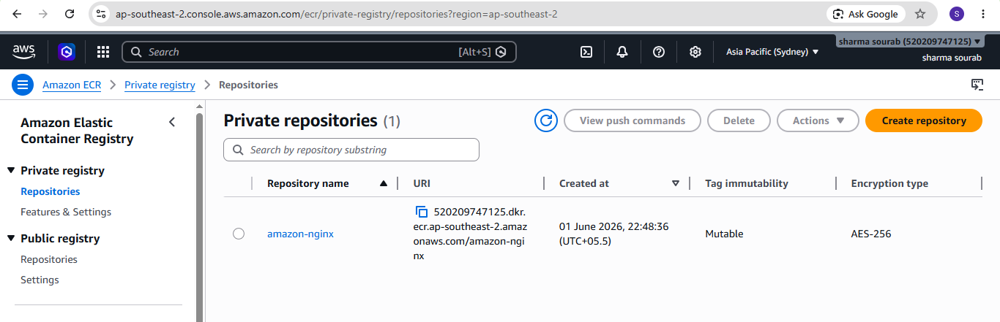 ap-southeast-2.console.aws.amazon.com/ecr/private-registry/repositories?region=ap-southeast-2
Ask Google
S
aws
Search
[Alt+S]
Asia Pacific (Sydney)
sharma sourab (520209747125)
sharma sourab
Amazon ECR
Private registry
Repositories
Amazon Elastic
Container Registry
Private registry
Repositories
Features & Settings
Public registry
Repositories
Settings
Private repositories (1)
View push commands
Delete
Actions
Create repository
Search by repository substring
Repository name
URI
Created at
Tag immutability
Encryption type
amazon-nginx
520209747125.dkr.
ecr.ap-southeast-2.amaz
onaws.com/amazon-ngi
nx
01 June 2026, 22:48:36
(UTC+05.5)
Mutable
AES-256